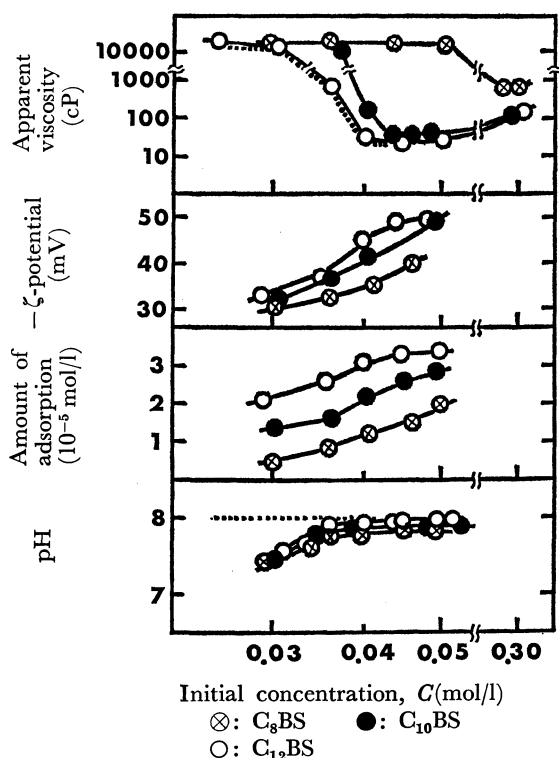 Apparent
viscosity
(cP)
10000
1000
100
10
−ζ-potential
(mV)
50
40
30
Amount of
adsorption
(10⁻⁵ mol/l)
3
2
1
pH
8
7
0.03 0.04 0.05 0.30
Initial concentration, C(mol/l)
⊗: C₈BS ●: C₁₀BS
○: C₁₂BS